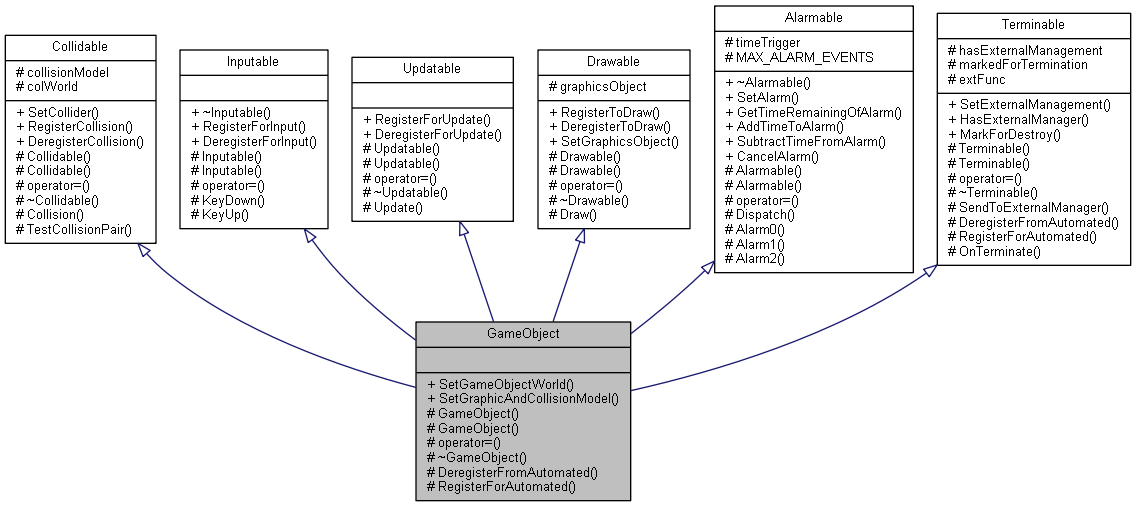 Collidable
# collisionModel
# colWorld
+ SetCollider()
+ RegisterCollision()
+ DeregisterCollision()
# Collidable()
# Collidable()
# operator=()
# ~Collidable()
# Collision()
# TestCollisionPair()
Inputable
+ ~Inputable()
+ RegisterForInput()
+ DeregisterForInput()
# Inputable()
# Inputable()
# operator=()
# KeyDown()
# KeyUp()
Updatable
+ RegisterForUpdate()
+ DeregisterForUpdate()
# Updatable()
# Updatable()
# operator=()
# ~Updatable()
# Update()
Drawable
# graphicsObject
+ RegisterToDraw()
+ DeregisterToDraw()
+ SetGraphicsObject()
# Drawable()
# Drawable()
# operator=()
# ~Drawable()
# Draw()
Alarmable
# timeTrigger
# MAX_ALARM_EVENTS
+ ~Alarmable()
+ SetAlarm()
+ GetTimeRemainingOfAlarm()
+ AddTimeToAlarm()
+ SubtractTimeFromAlarm()
+ CancelAlarm()
# Alarmable()
# Alarmable()
# operator=()
# Dispatch()
# Alarm0()
# Alarm1()
# Alarm2()
Terminable
# hasExternalManagement
# markedForTermination
# extFunc
+ SetExternalManagement()
+ HasExternalManager()
+ MarkForDestroy()
# Terminable()
# Terminable()
# operator=()
# ~Terminable()
# SendToExternalManager()
# DeregisterFromAutomated()
# RegisterForAutomated()
# OnTerminate()
GameObject
+ SetGameObjectWorld()
+ SetGraphicAndCollisionModel()
# GameObject()
# GameObject()
# operator=()
# ~GameObject()
# DeregisterFromAutomated()
# RegisterForAutomated()